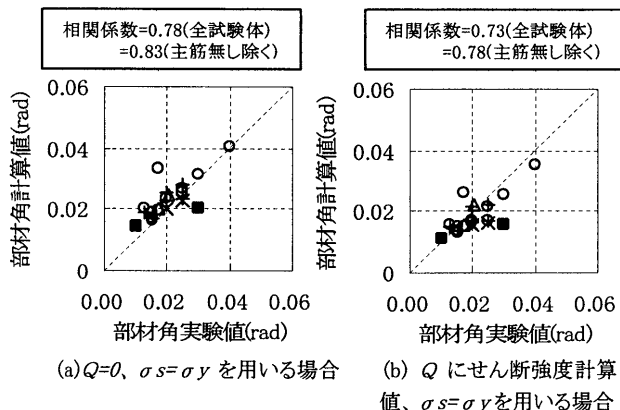 相関係数=0.78(全試験体)
=0.83(主筋無し除く)
部材角計算値(rad)
0.06
0.04
0.02
0
0.00 0.02 0.04 0.06
部材角実験値(rad)
(a)Q=0、σs=σyを用いる場合
相関係数=0.73(全試験体)
=0.78(主筋無し除く)
部材角計算値(rad)
0.06
0.04
0.02
0
0.00 0.02 0.04 0.06
部材角実験値(rad)
(b) Q にせん断強度計算
値、σs=σyを用いる場合